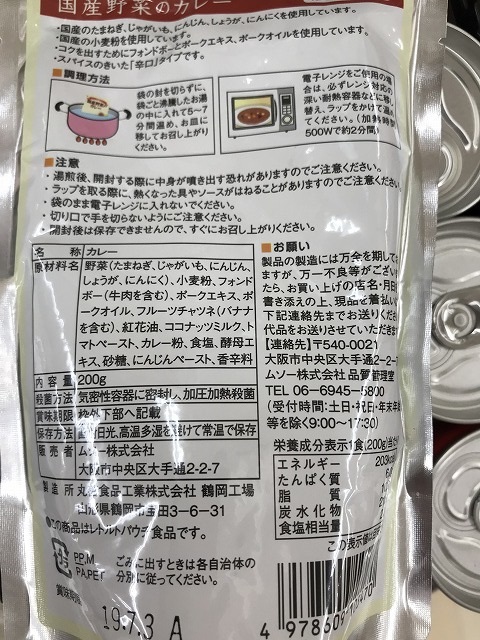 国産野菜のカレー
・国産のたまねぎ、じゃがいも、にんじん、しょうが、にんにくを使用しています。
・国産の小麦粉を使用しています。
・コクを出すためにフォンドボーとポークエキス、ポークオイルを使用しています。
・スパイスのきいた「辛口」タイプです。
■調理方法
袋の封を切らずに、
袋ごと沸騰したお湯
の中に入れて5〜7
分間温め、お皿に
移してお召し上がり
ください。
電子レンジをご使用の場
合は、必ずレンジ対応の
深い耐熱容器などに移し
替え、ラップをかけて温め
てください。(加熱時間
500Wで約2分間)
■注意
・湯煎後、開封する際に中身が噴き出す恐れがありますのでご注意ください。
・ラップを取る際に、熱くなった具やソースがはねることがありますのでご注意ください。
・袋のまま電子レンジに入れないでください。
・切り口で手を切らないようにご注意ください。
・開封後は保存できませんので、すぐにお召し上がりください。
名 称 カレー
原材料名 野菜(たまねぎ、じゃがいも、にんじん、
しょうが、にんにく)、小麦粉、フォンド
ボー(牛肉を含む)、ポークエキス、ポ
ークオイル、フルーツチャツネ(バナナ
を含む)、紅花油、ココナッツミルク、ト
マトペースト、カレー粉、食塩、酵母エ
キス、砂糖、にんじんペースト、香辛料
内容量 200g
殺菌方法 気密性容器に密封し、加圧加熱殺菌
賞味期限 枠外下部へ記載
保存方法 直射日光、高温多湿を避けて常温で保存
販売者 ムソー株式会社
大阪市中央区大手通2-2-7
製造所 丸善食品工業株式会社 鶴岡工場
山形県鶴岡市宝田3-6-31
●この商品はレトルトパウチ食品です。
■お願い
製品の製造には万全を期して
ますが、万一不良等がござい
たら、お買い上げの店名・月日
書き添えの上、現品を着払い
下記連絡先までお送りくだ
代品をお送りさせていただき
【連絡先】〒540-0021
大阪市中央区大手通2-2-
ムソー株式会社 品質管理室
TEL 06-6945-5800
(受付時間:土日・祝日・年末年
等を除く9:00〜17:30)
栄養成分表示1食(200g)当
エネルギー 203kcal
たんぱく質
脂質
炭水化物
食塩相当量
この表示値は
PP,M
PAPER
ごみに出すときは各自治体の
分別に従ってください。
賞味期限
19.7.3 A
4 978609